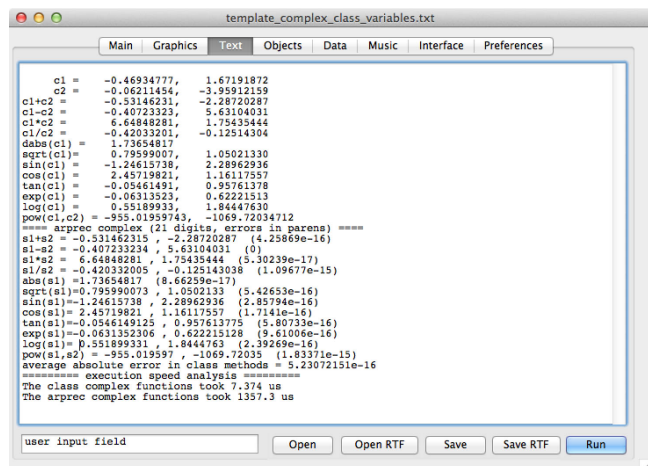 template_complex_class_variables.txt
Main Graphics Text Objects Data Music Interface Preferences
c1 = -0.46934777, 1.67191872
c2 = -0.06211454, -3.95912159
c1+c2 = -0.53146231, -2.28720287
c1-c2 = -0.40723323, 5.63104031
c1*c2 = 6.64848281, 1.75435444
c1/c2 = -0.42033201, -0.12514304
dabs(c1) = 1.73654817
sqrt(c1)= 0.79599007, 1.05021330
sin(c1) = -1.24615738, 2.28962936
cos(c1) = 2.45719821, 1.16117557
tan(c1) = -0.05461491, 0.95761378
exp(c1) = -0.06313523, 0.62221513
log(c1) = 0.55189933, 1.84447630
pow(c1,c2) = -955.01959743, -1069.72034712
==== arprec complex (21 digits, errors in parens) ====
s1+s2 = -0.531462315 , -2.28720287 (4.25869e-16)
s1-s2 = -0.407233234 , 5.63104031 (0)
s1*s2 = 6.64848281 , 1.75435444 (5.30239e-17)
s1/s2 = -0.420332005 , -0.125143038 (1.09677e-15)
abs(s1) =1.73654817 (8.66259e-17)
sqrt(s1)=0.795990073 , 1.0502133 (5.42653e-16)
sin(s1)=-1.24615738 , 2.28962936 (2.85794e-16)
cos(s1)= 2.45719821 , 1.16117557 (1.7141e-16)
tan(s1)=-0.0546149125 , 0.957613775 (5.80733e-16)
exp(s1)=-0.0631352306 , 0.622215128 (9.61006e-16)
log(s1)= 0.551899331 , 1.8444763 (2.39269e-16)
pow(s1,s2) = -955.019597 , -1069.72035 (1.83371e-15)
average absolute error in class methods = 5.23072151e-16
========= execution speed analysis =========
The class complex functions took 7.374 us
The arprec complex functions took 1357.3 us
user input field Open Open RTF Save Save RTF Run